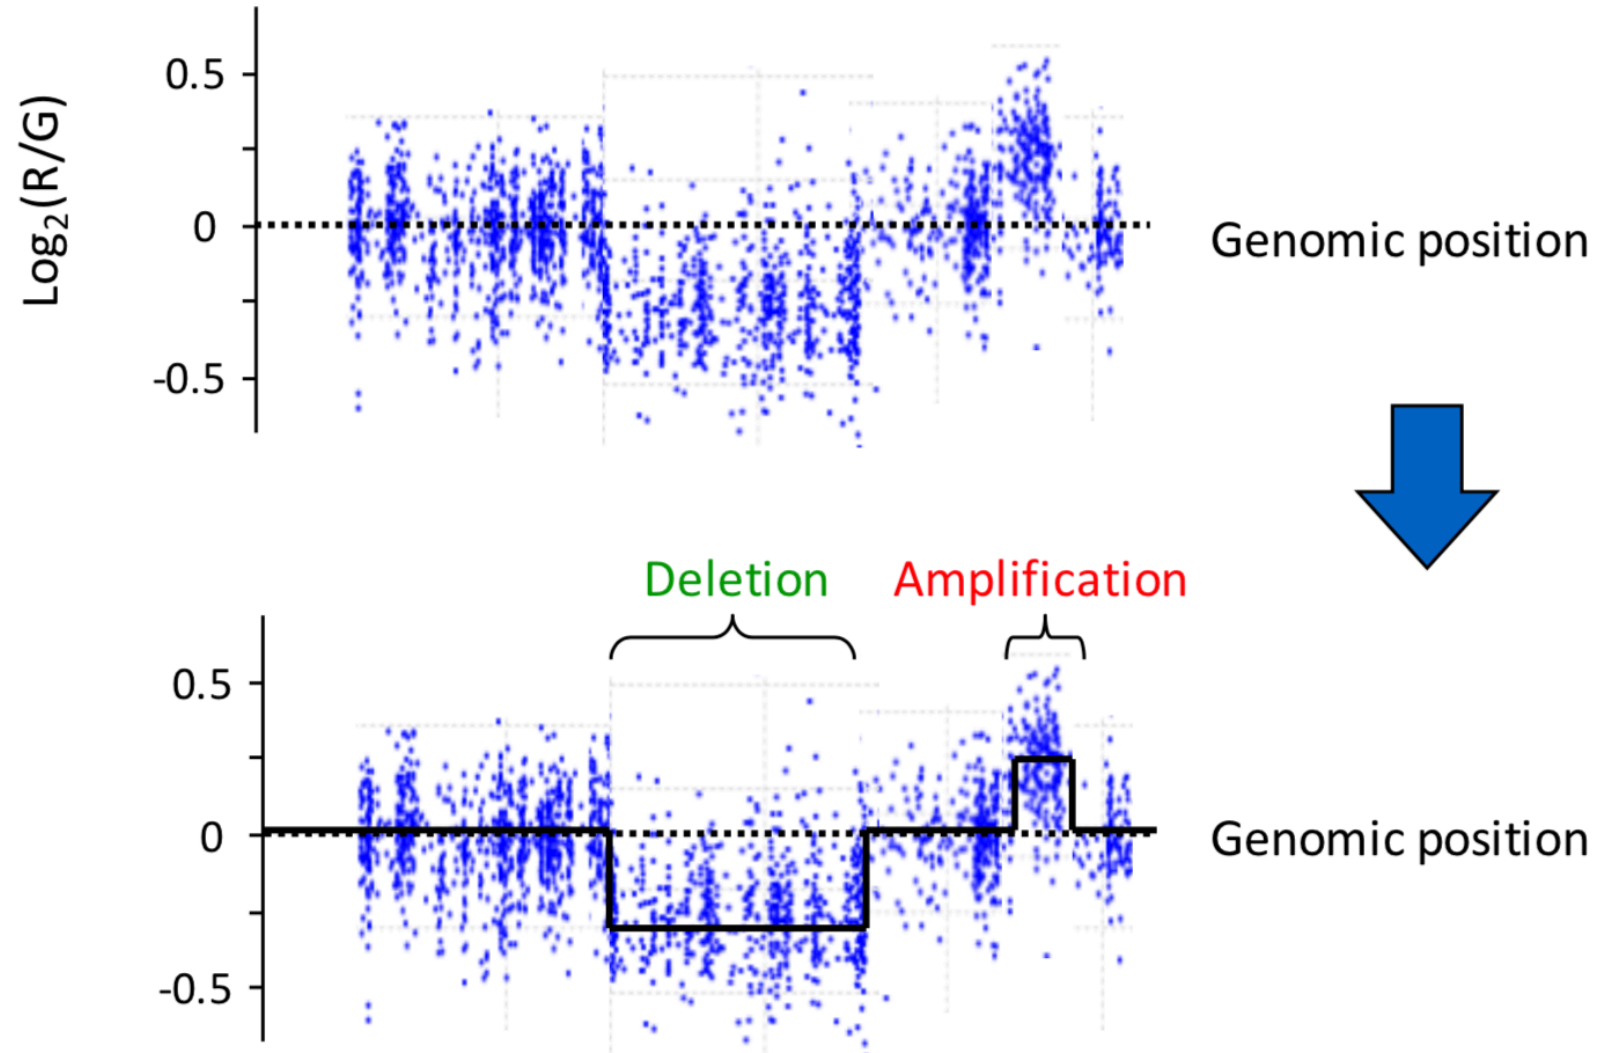 Log₂(R/G)
0.5
0
-0.5
Genomic position
Deletion
Amplification
0.5
0
-0.5
Genomic position